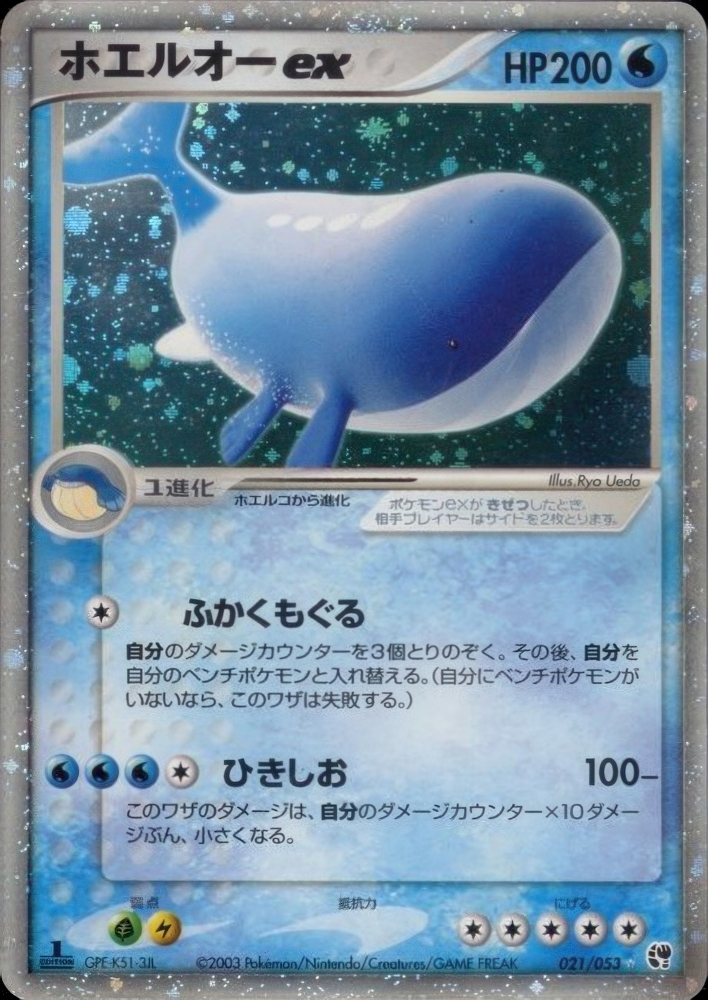 ホエルオーex HP200
Illus.Ryo Ueda
1進化
ホエルコから進化
ポケモンexが きぜつしたとき、
相手プレイヤーはサイドを2枚とります。
ふかくもぐる
自分のダメージカウンターを3個とりのぞく。その後、自分を
自分のベンチポケモンと入れ替える。(自分にベンチポケモンが
いないなら、このワザは失敗する。)
ひきしお 100−
このワザのダメージは、自分のダメージカウンター×10ダメー
ジぶん、小さくなる。
弱点 抵抗力 にげる
1 EDITION GPE-K51-3JL ©2003 Pokémon/Nintendo/Creatures/GAME FREAK 021/053